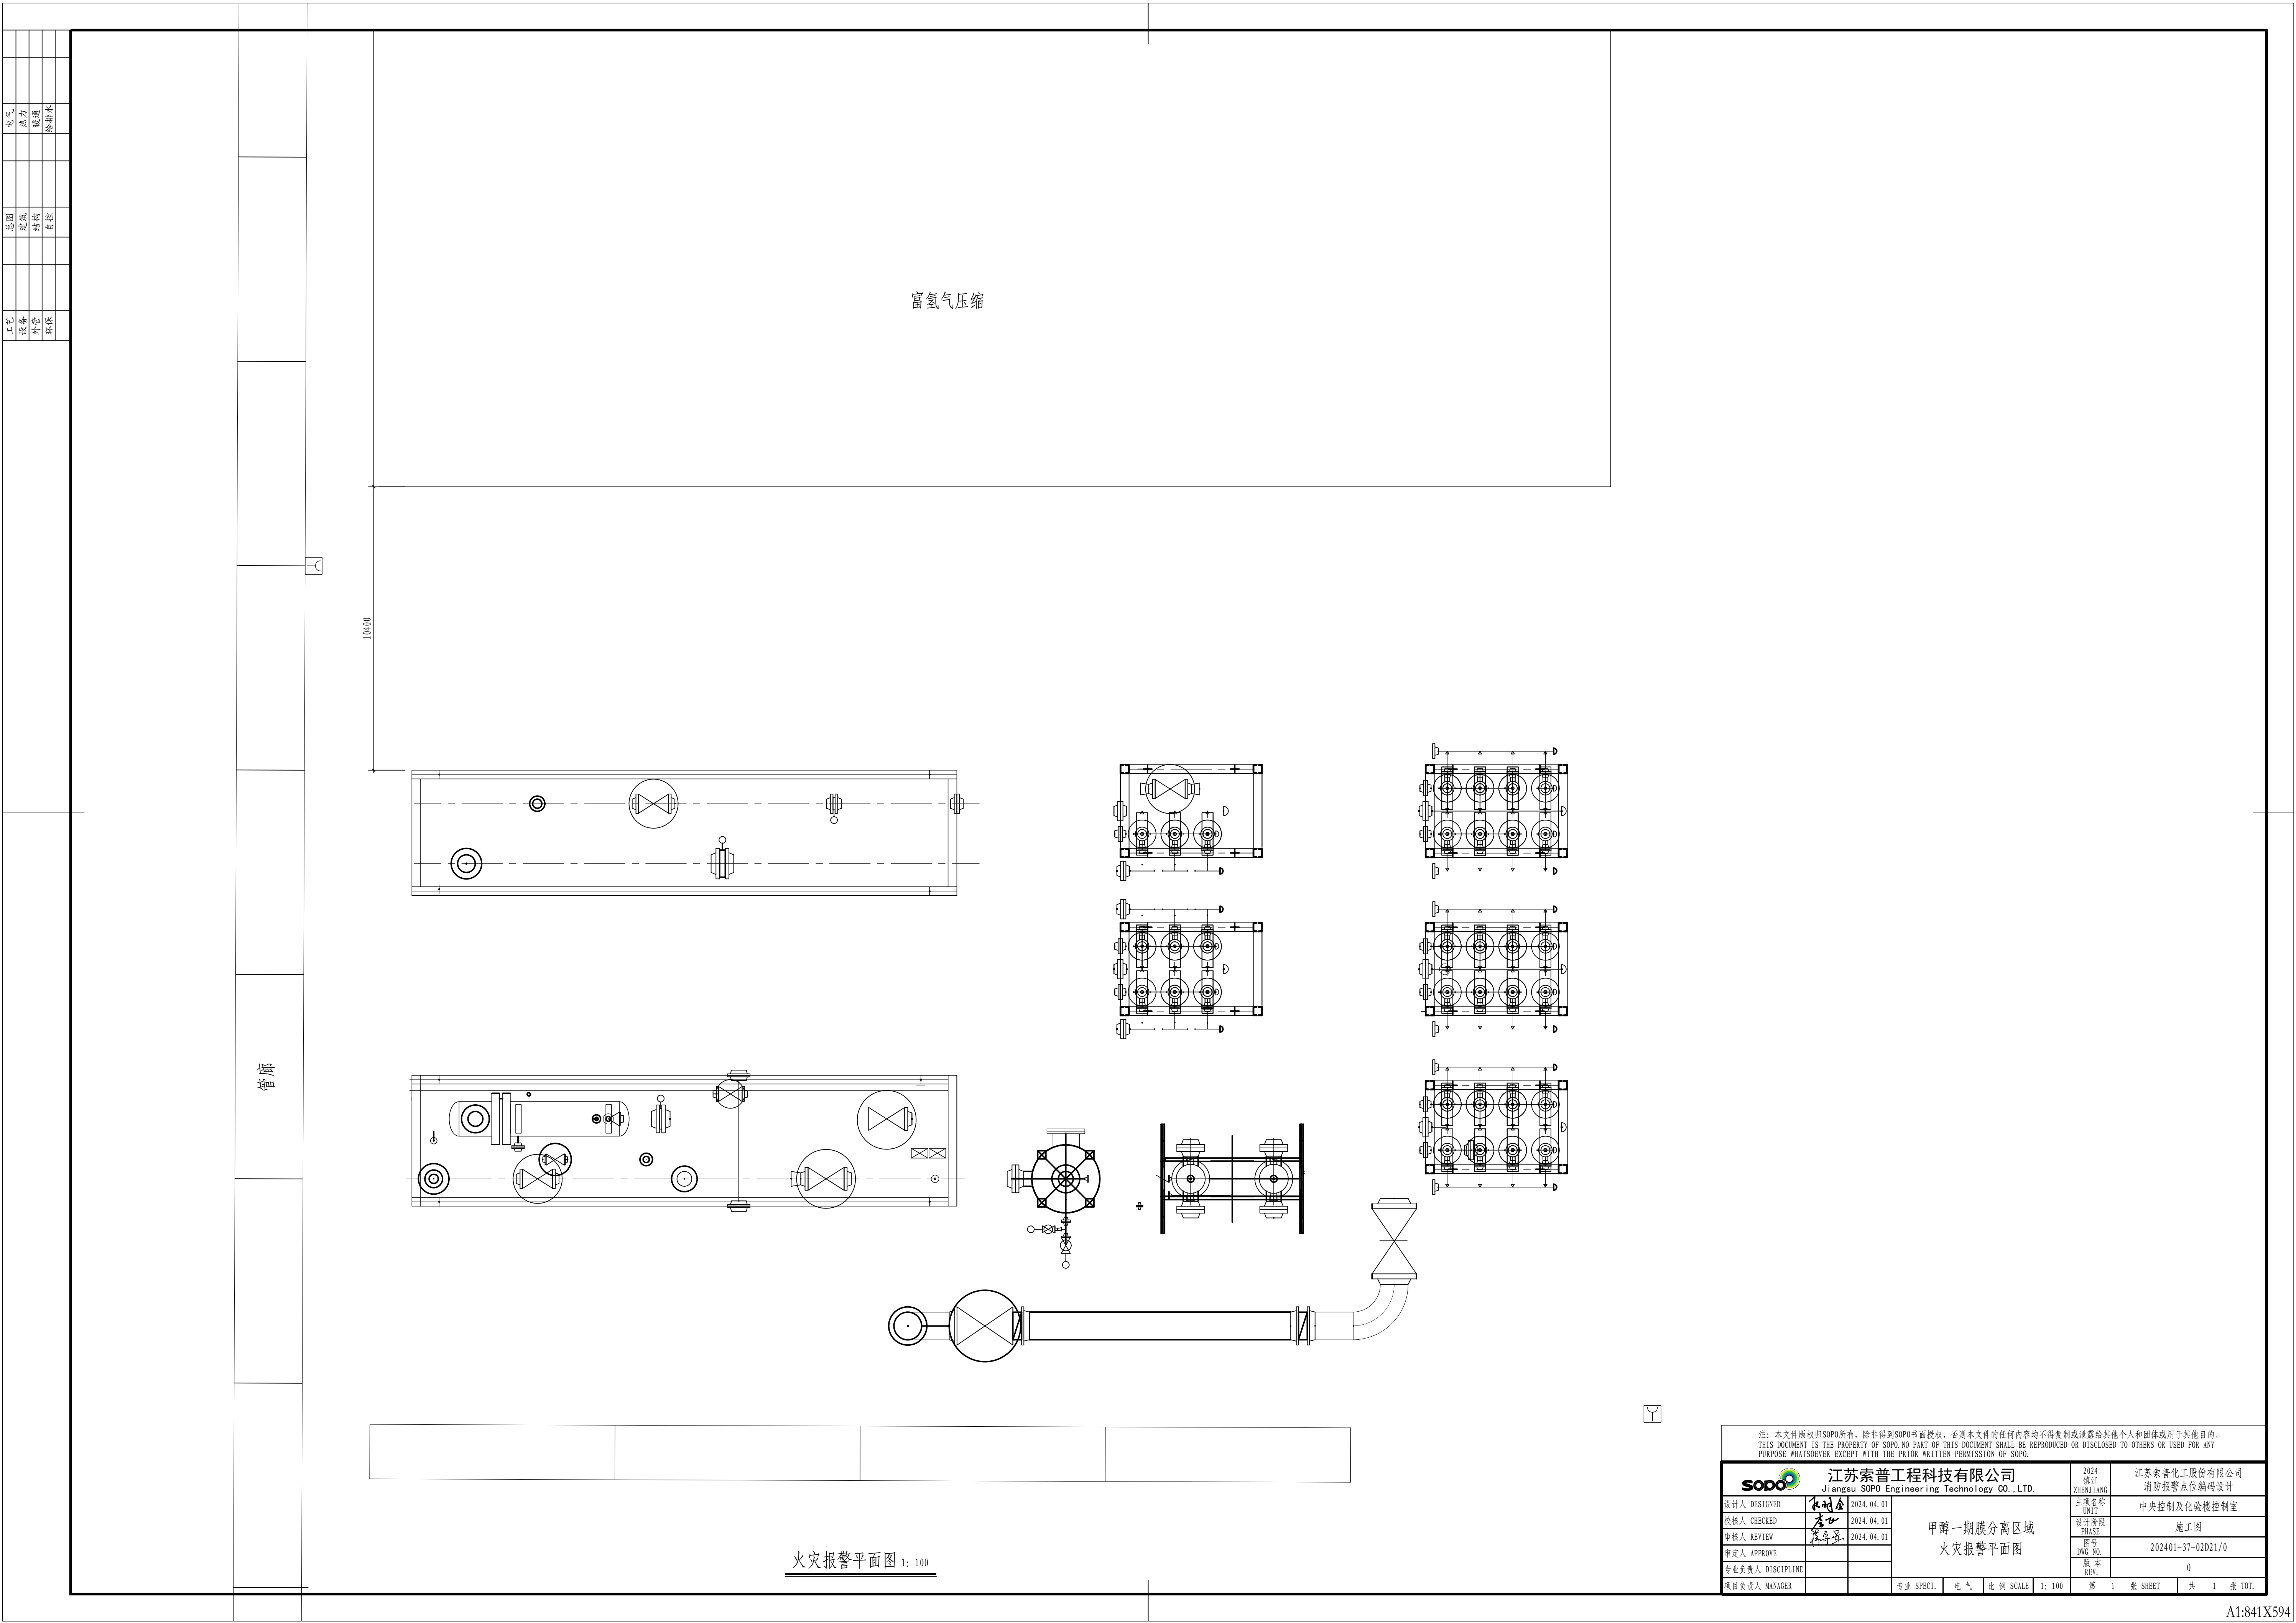 电气
热力
暖通
给排水
总图
建筑
结构
自控
工艺
设备
外管
环保
富氢气压缩
10400
管廊
火灾报警平面图 1: 100
注: 本文件版权归SOPO所有, 除非得到SOPO书面授权, 否则本文件的任何内容均不得复制或泄露给其他个人和团体或用于其他目的.
THIS DOCUMENT IS THE PROPERTY OF SOPO.NO PART OF THIS DOCUMENT SHALL BE REPRODUCED OR DISCLOSED TO OTHERS OR USED FOR ANY
PURPOSE WHATSOEVER EXCEPT WITH THE PRIOR WRITTEN PERMISSION OF SOPO.
SOPO
江苏索普工程科技有限公司
Jiangsu SOPO Engineering Technology CO.,LTD.
2024
镇江
ZHENJIANG
江苏索普化工股份有限公司
消防报警点位编码设计
设计人 DESIGNED 2024.04.01
校核人 CHECKED 2024.04.01
审核人 REVIEW 2024.04.01
审定人 APPROVE
专业负责人 DISCIPLINE
项目负责人 MANAGER
甲醇一期膜分离区域
火灾报警平面图
主项名称
UNIT
中央控制及化验楼控制室
设计阶段
PHASE
施工图
图号
DWG NO.
202401-37-02D21/0
版 本
REV.
0
专业 SPECI. 电 气 比 例 SCALE 1: 100 第 1 张 SHEET 共 1 张 TOT.
A1:841X594